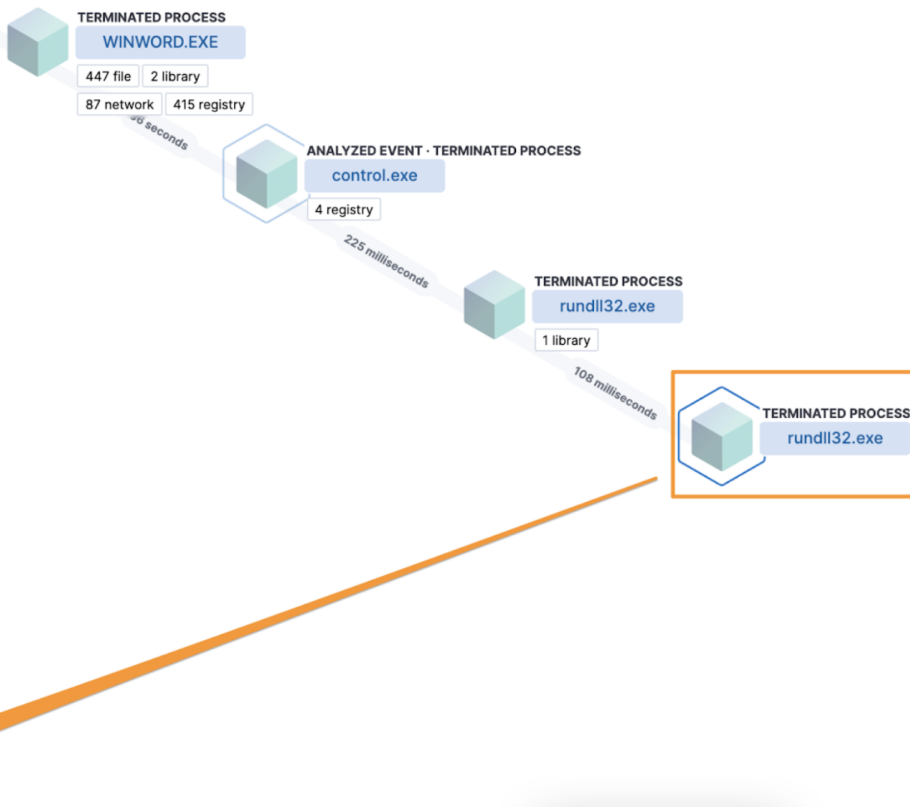 TERMINATED PROCESS
WINWORD.EXE
447 file 2 library
87 network 415 registry
seconds
ANALYZED EVENT · TERMINATED PROCESS
control.exe
4 registry
225 milliseconds
TERMINATED PROCESS
rundll32.exe
1 library
108 milliseconds
TERMINATED PROCESS
rundll32.exe